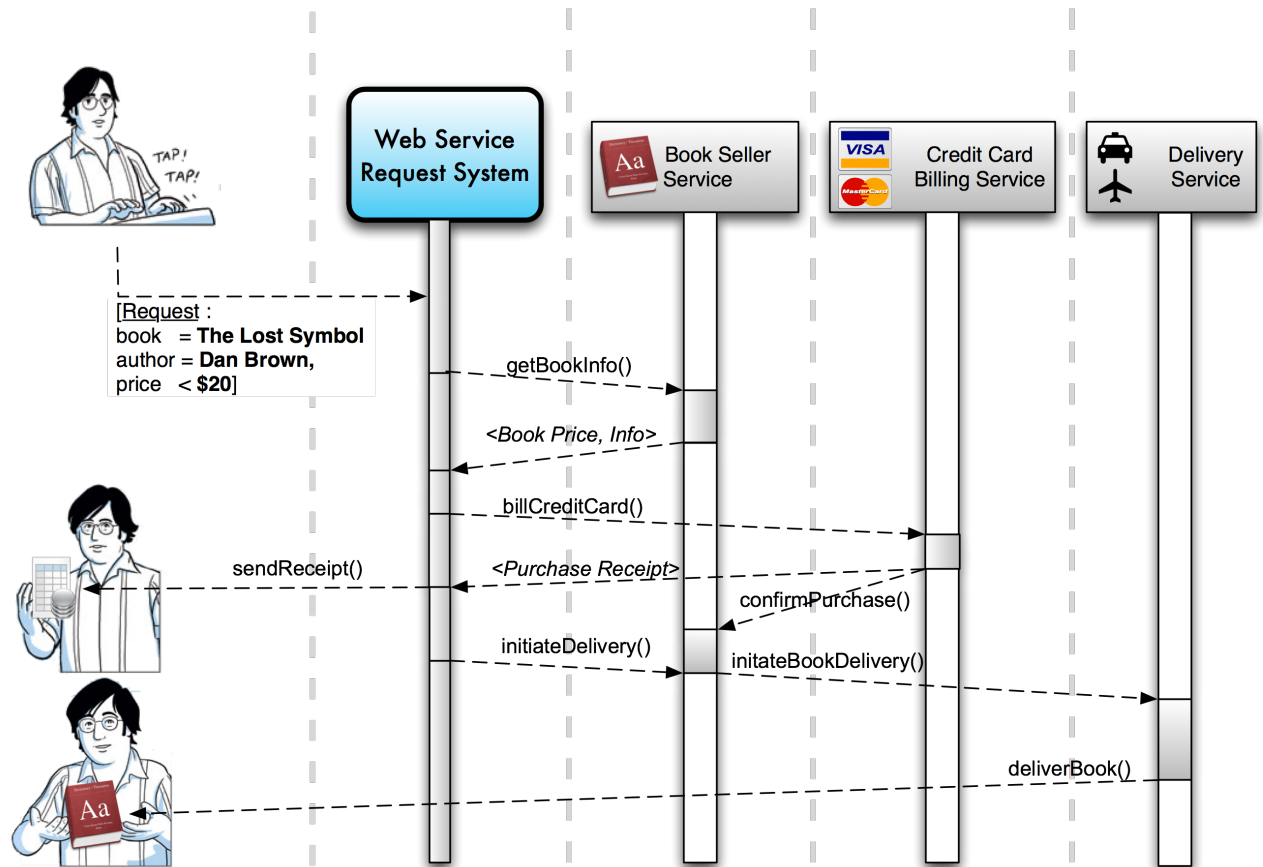 TAP!
TAP!
Web Service
Request System
Aa
Book Seller
Service
VISA
MasterCard
Credit Card
Billing Service
Delivery
Service
[Request :
book = The Lost Symbol
author = Dan Brown,
price < $20]
getBookInfo()
<Book Price, Info>
billCreditCard()
sendReceipt()
<Purchase Receipt>
confirmPurchase()
initiateDelivery()
initateBookDelivery()
deliverBook()
Aa